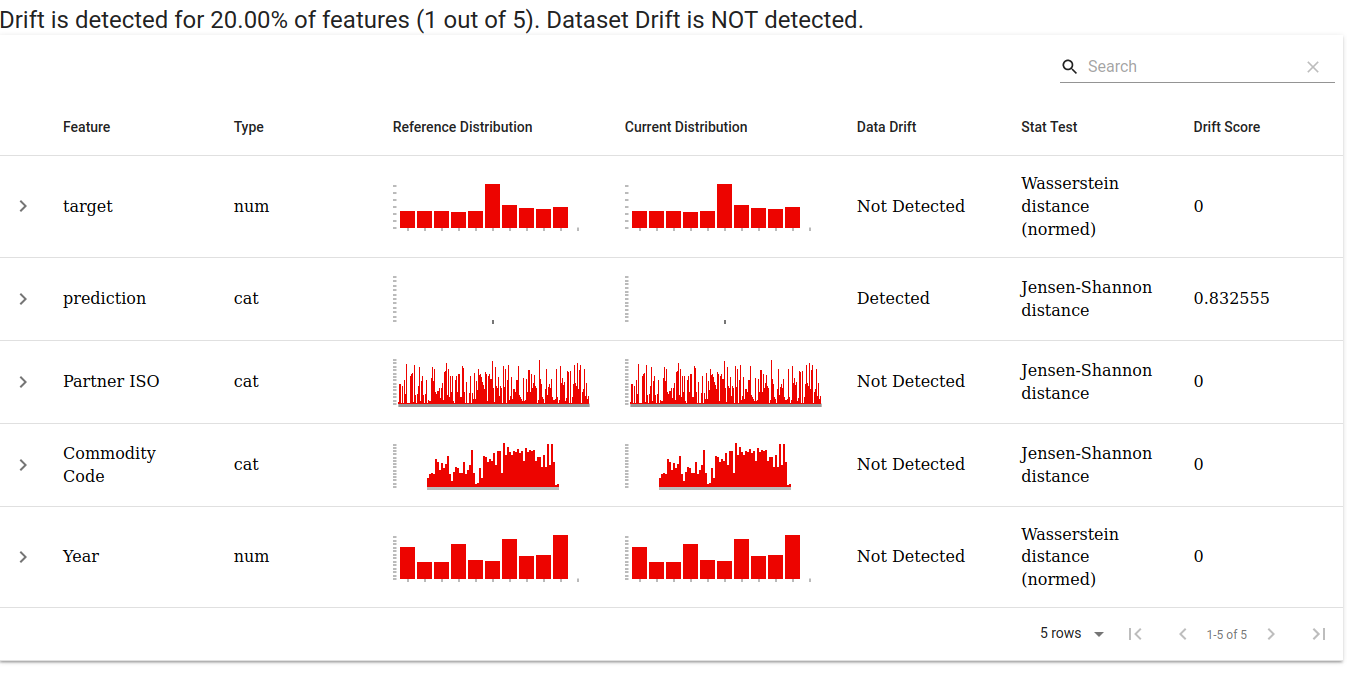 Drift is detected for 20.00% of features (1 out of 5). Dataset Drift is NOT detected.
Search
Feature Type Reference Distribution Current Distribution Data Drift Stat Test Drift Score
target num Not Detected Wasserstein distance (normed) 0
prediction cat Detected Jensen-Shannon distance 0.832555
Partner ISO cat Not Detected Jensen-Shannon distance 0
Commodity Code cat Not Detected Jensen-Shannon distance 0
Year num Not Detected Wasserstein distance (normed) 0
5 rows 1-5 of 5